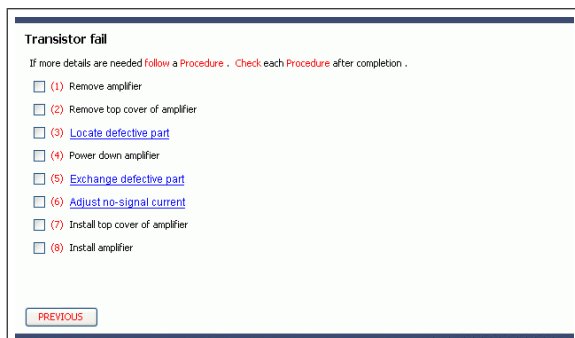 Transistor fail
If more details are needed follow a Procedure . Check each Procedure after completion .
(1) Remove amplifier
(2) Remove top cover of amplifier
(3) Locate defective part
(4) Power down amplifier
(5) Exchange defective part
(6) Adjust no-signal current
(7) Install top cover of amplifier
(8) Install amplifier
PREVIOUS